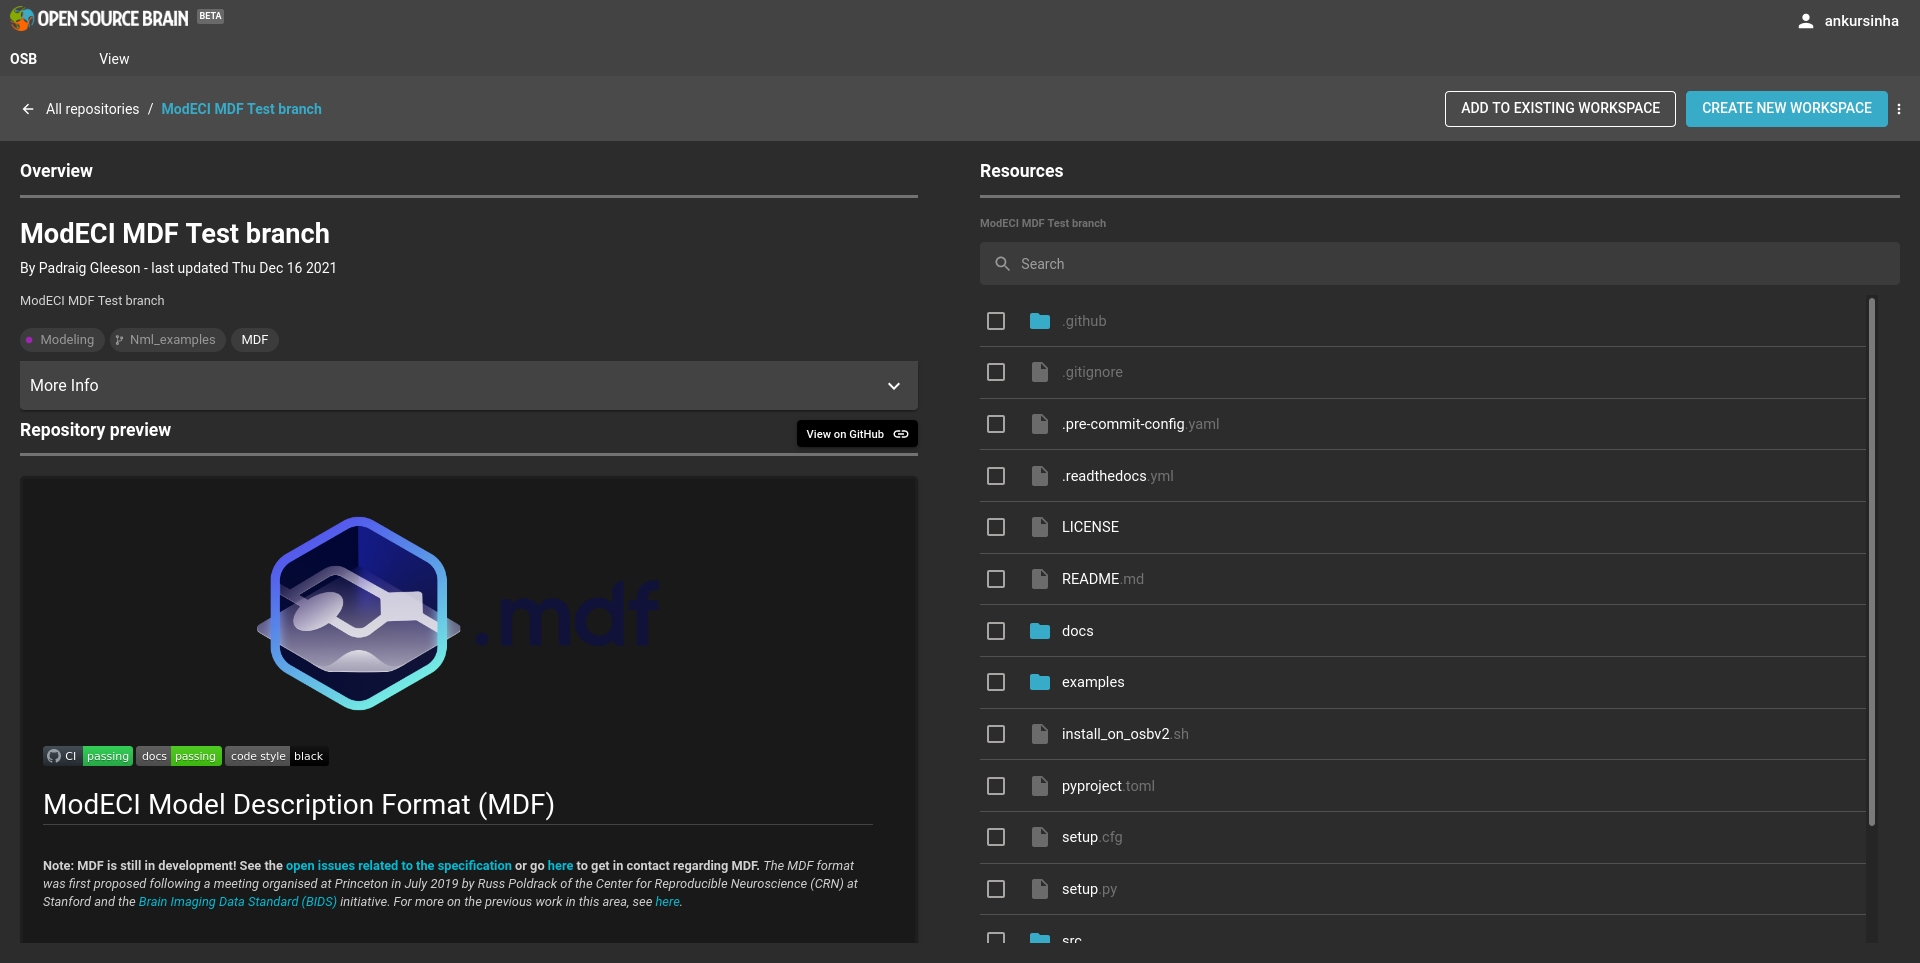 OPEN SOURCE BRAIN BETA
ankursinha
OSB View
All repositories / ModECI MDF Test branch
ADD TO EXISTING WORKSPACE CREATE NEW WORKSPACE
Overview
ModECI MDF Test branch
By Padraig Gleeson - last updated Thu Dec 16 2021
ModECI MDF Test branch
Modeling Nml_examples MDF
More Info
Repository preview View on GitHub
.mdf
CI passing docs passing code style black
ModECI Model Description Format (MDF)
Note: MDF is still in development! See the open issues related to the specification or go here to get in contact regarding MDF. The MDF format
was first proposed following a meeting organised at Princeton in July 2019 by Russ Poldrack of the Center for Reproducible Neuroscience (CRN) at
Stanford and the Brain Imaging Data Standard (BIDS) initiative. For more on the previous work in this area, see here.
Resources
ModECI MDF Test branch
Search
.github
.gitignore
.pre-commit-config.yaml
.readthedocs.yml
LICENSE
README.md
docs
examples
install_on_osbv2.sh
pyproject.toml
setup.cfg
setup.py
src